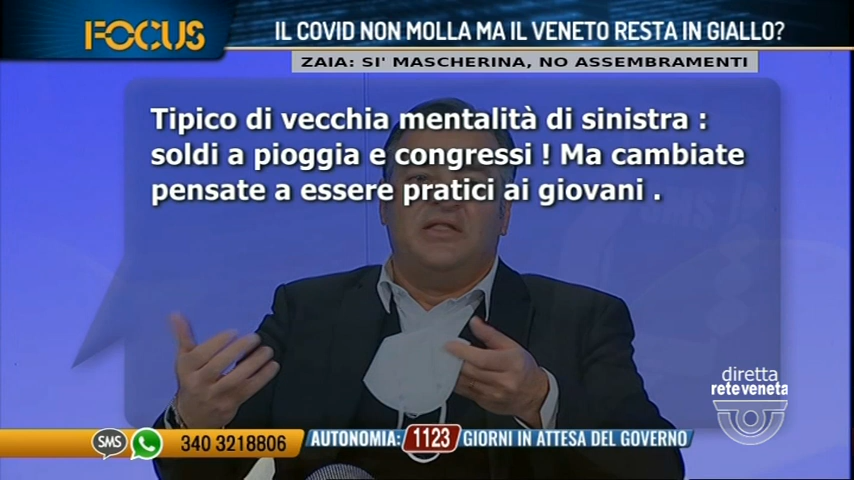 FOCUS
IL COVID NON MOLLA MA IL VENETO RESTA IN GIALLO?
ZAIA: SI' MASCHERINA, NO ASSEMBRAMENTI
Tipico di vecchia mentalità di sinistra :
soldi a pioggia e congressi ! Ma cambiate
pensate a essere pratici ai giovani .
diretta
reteveneta
SMS 340 3218806
AUTONOMIA: 1123 GIORNI IN ATTESA DEL GOVERNO